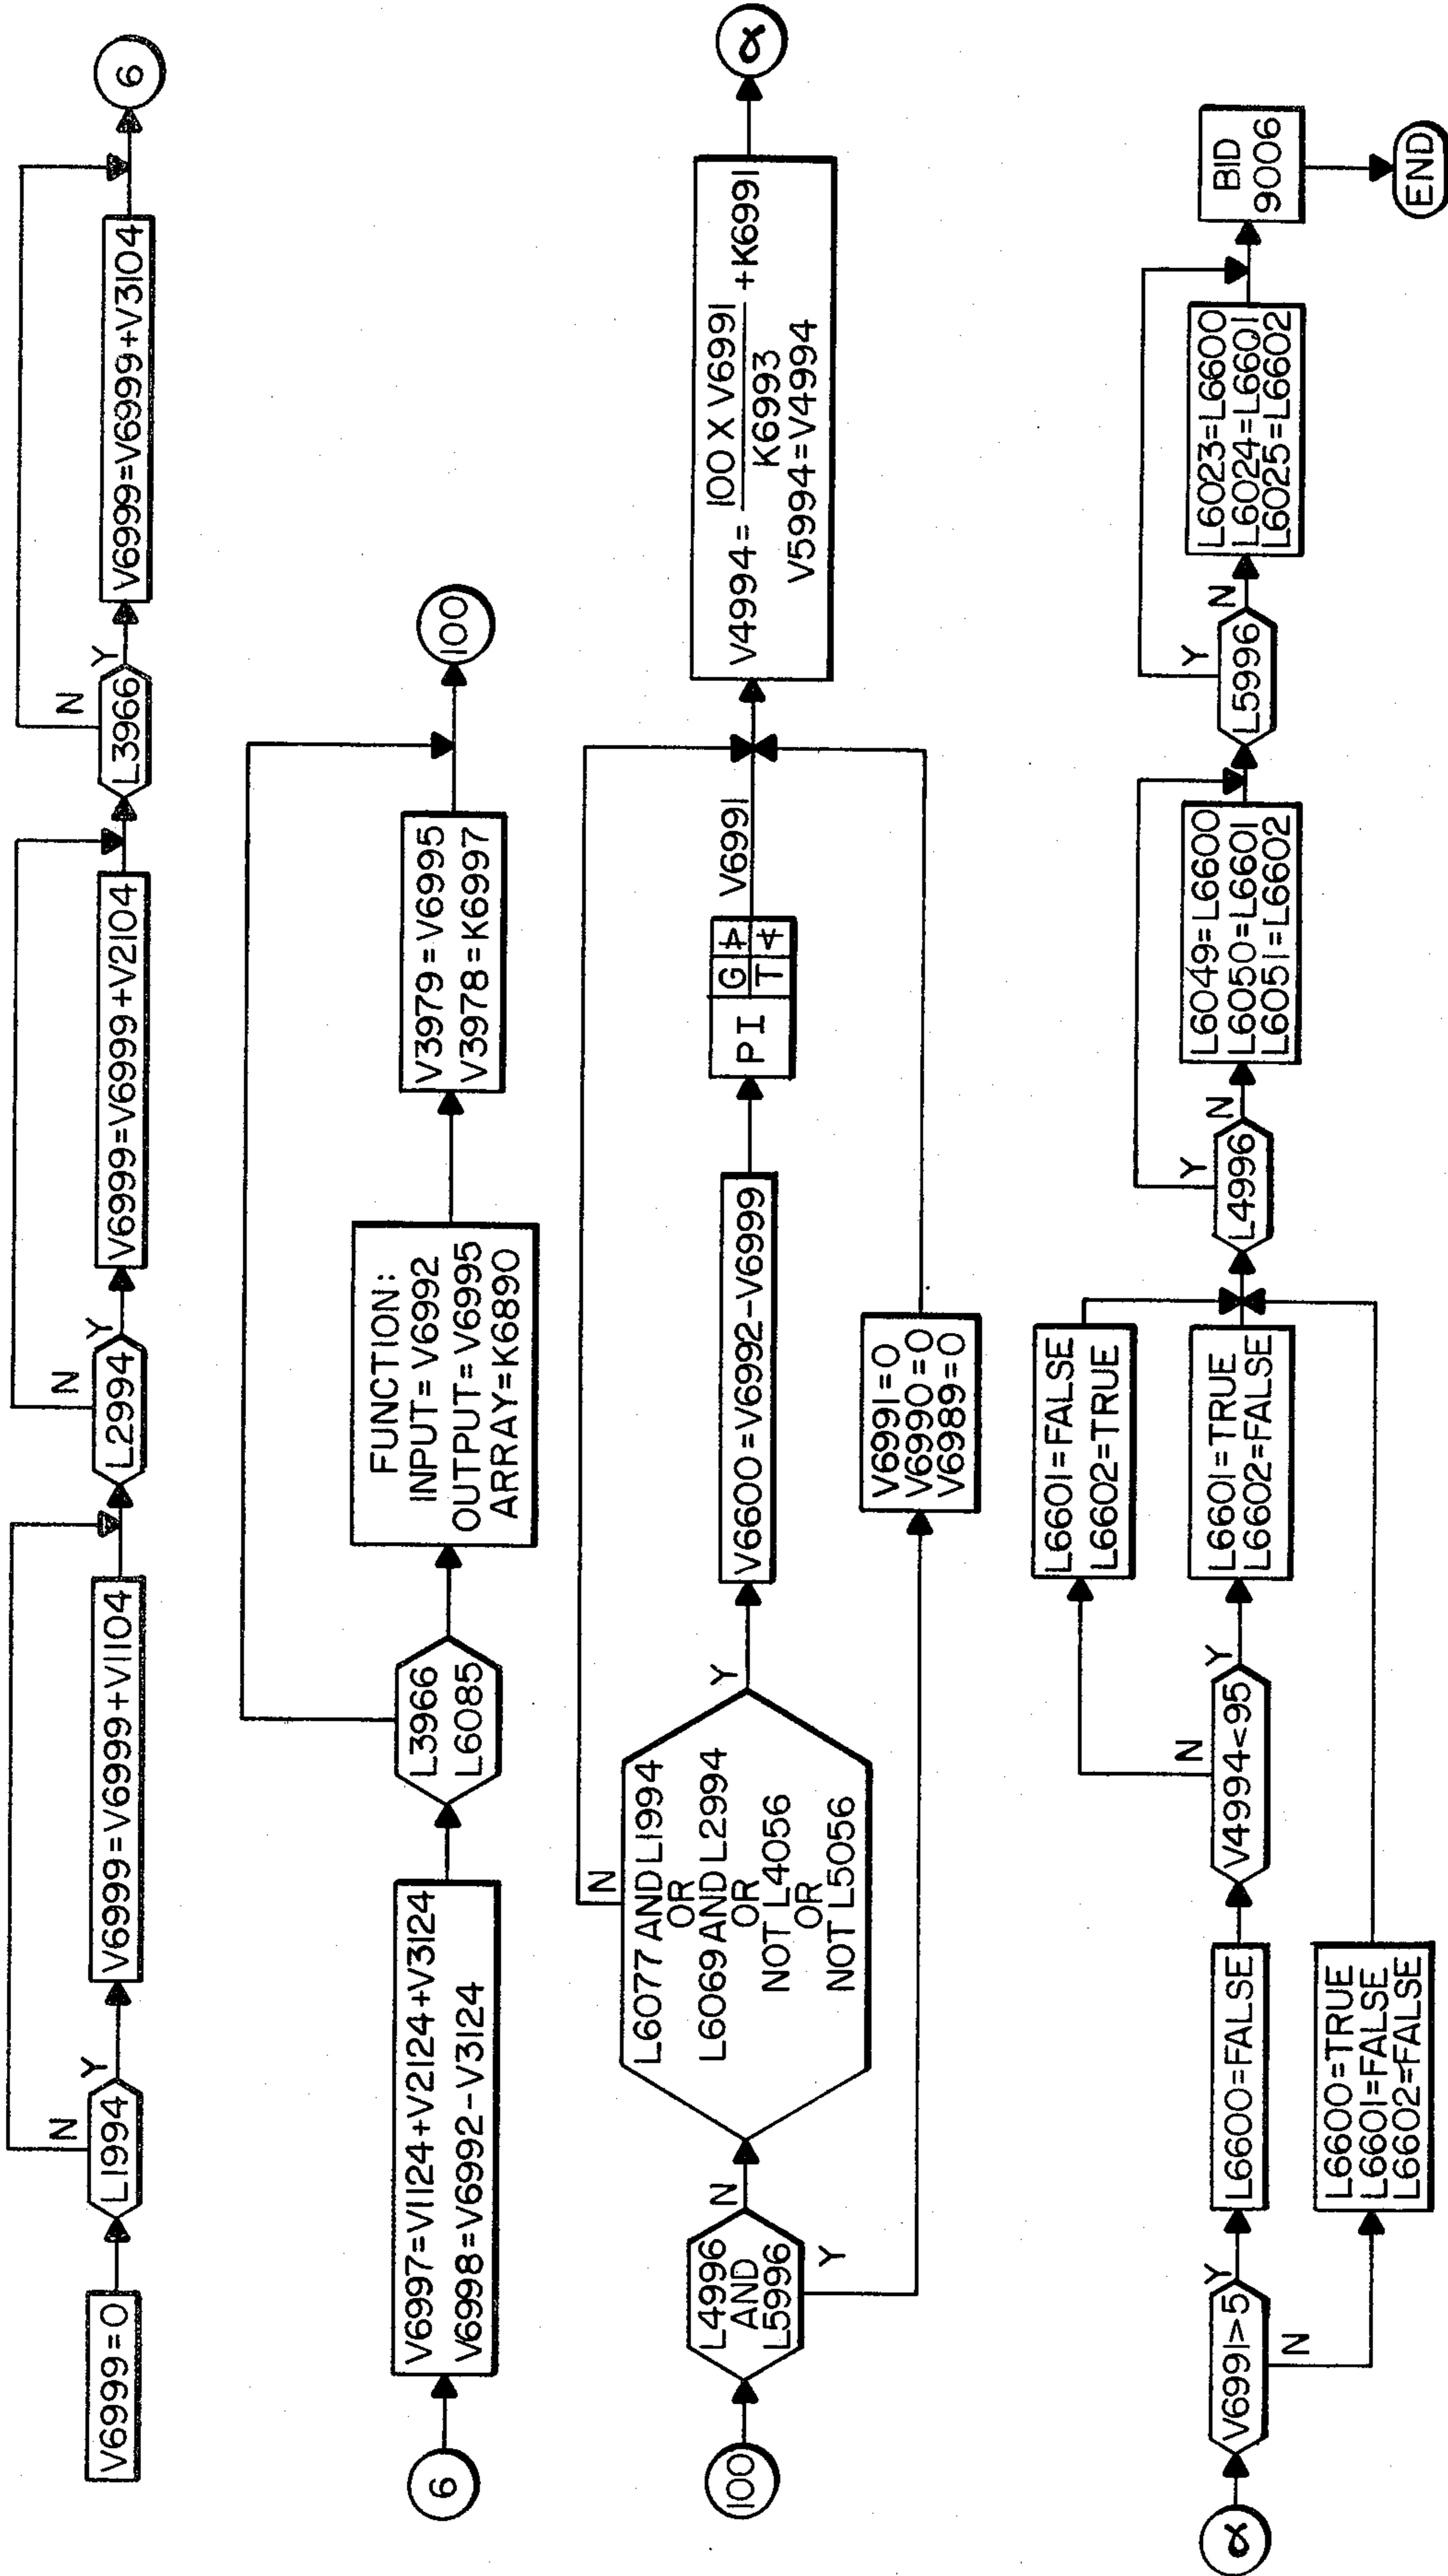 V6999=0
L1994
N
Y
V6999=V6999+V1104
L2994
N
Y
V6999=V6999+V2104
L3966
N
Y
V6999=V6999+V3104
6
6
V6997=V1124+V2124+V3124
V6998=V6992-V3124
L3966
L6085
FUNCTION:
INPUT=V6992
OUTPUT=V6995
ARRAY=K6890
V3979=V6995
V3978=K6997
100
100
L4996
AND
L5996
N
Y
L6077 AND L1994
OR
L6069 AND L2994
OR
NOT L4056
OR
NOT L5056
N
Y
V6600=V6992-V6999
PI
G
T
V6991
V6991=0
V6990=0
V6989=0
V4994=
100 X V6991
K6993
+K6991
V5994=V4994
α
α
V6991>5
Y
N
L6600=FALSE
L6600=TRUE
L6601=FALSE
L6602=FALSE
V4994<95
N
Y
L6601=FALSE
L6602=TRUE
L6601=TRUE
L6602=FALSE
L4996
Y
N
L6049=L6600
L6050=L6601
L6051=L6602
L5996
Y
N
L6023=L6600
L6024=L6601
L6025=L6602
BID
9006
END